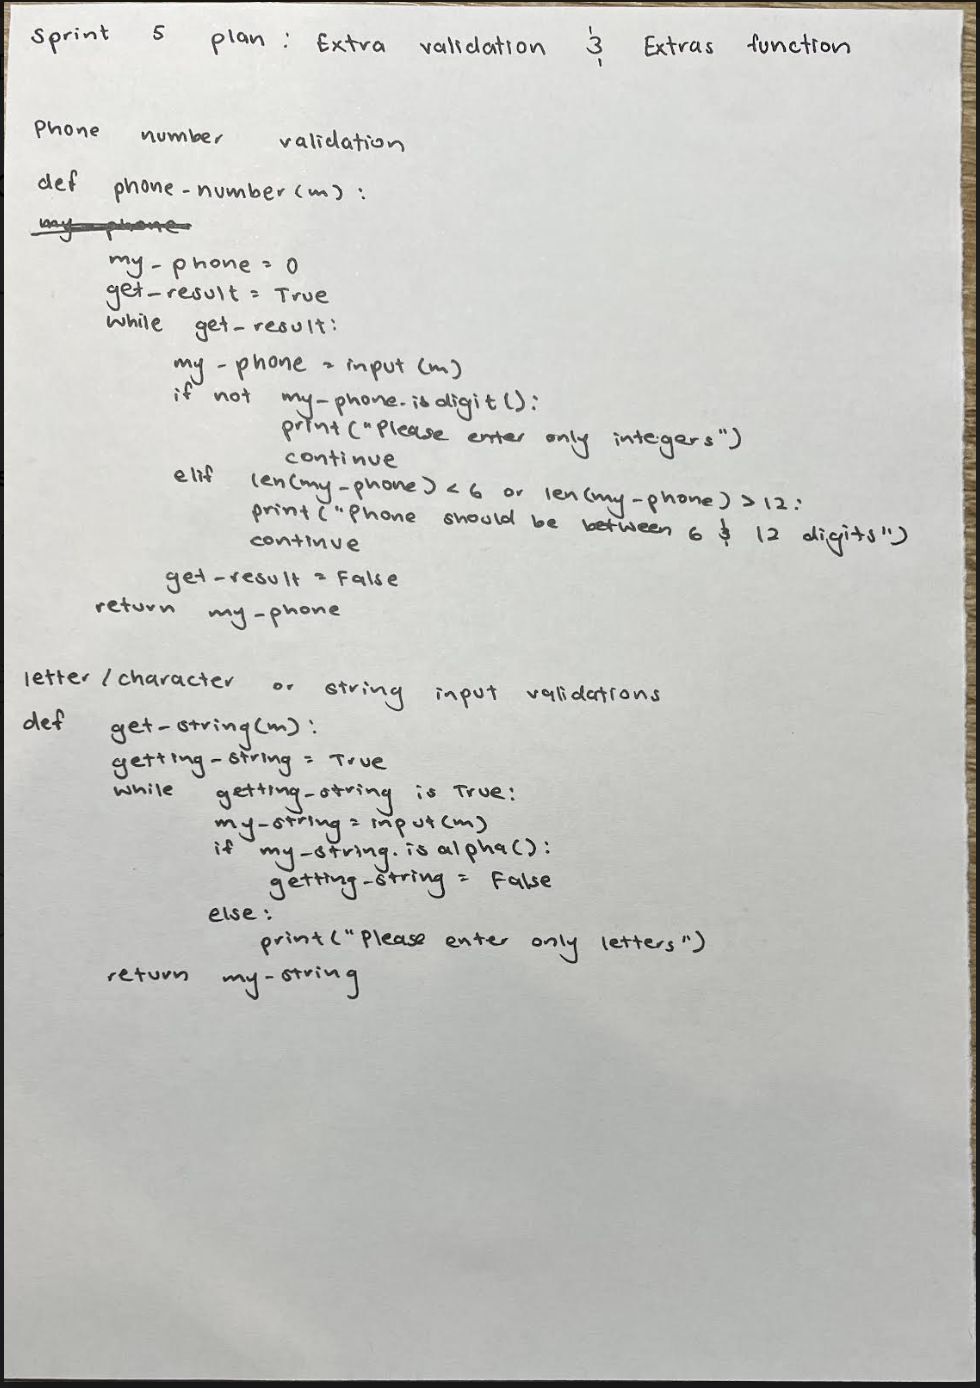 Sprint 5 plan : Extra validation & Extras function
Phone number validation
def phone-number(m) :
my-phone
my-phone = 0
get-result = True
while get-result:
my-phone = input (m)
if not my-phone.isdigit():
print("Please enter only integers")
continue
elif len(my-phone) < 6 or len(my-phone) > 12:
print("Phone should be between 6 & 12 digits")
continue
get-result = False
return my-phone
letter / character or string input validations
def get-string(m):
getting-string = True
while getting-string is True:
my-string = input(m)
if my-string.isalpha():
getting-string = False
else:
print("Please enter only letters")
return my-string